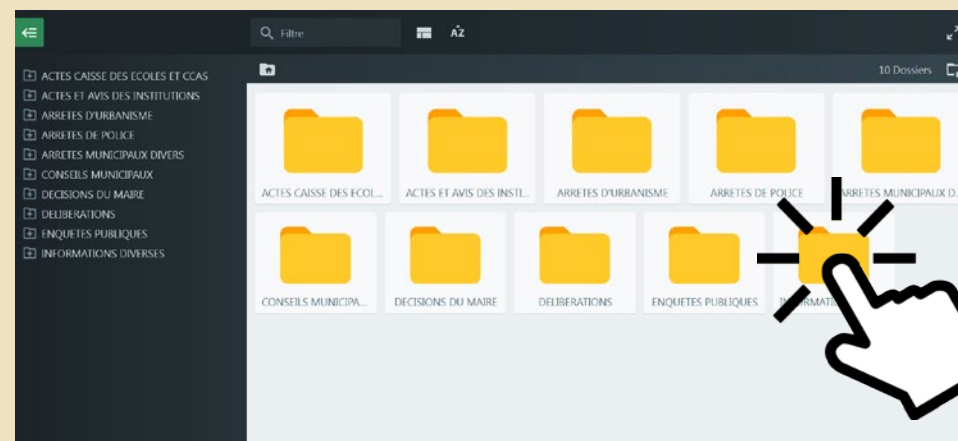 Filtre
AZ
ACTES CAISSE DES ECOLES ET CCAS
ACTES ET AVIS DES INSTITUTIONS
ARRETES D'URBANISME
ARRETES DE POLICE
ARRETES MUNICIPAUX DIVERS
CONSEILS MUNICIPAUX
DECISIONS DU MAIRE
DELIBERATIONS
ENQUETES PUBLIQUES
INFORMATIONS DIVERSES
10 Dossiers
ACTES CAISSE DES ECOL...
ACTES ET AVIS DES INSTI...
ARRETES D'URBANISME
ARRETES DE POLICE
ARRETES MUNICIPAUX D...
CONSEILS MUNICIPA...
DECISIONS DU MAIRE
DELIBERATIONS
ENQUETES PUBLIQUES